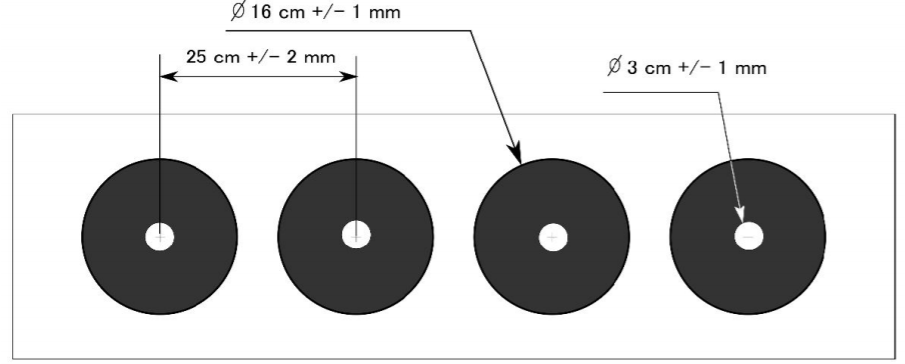 ∅ 16 cm +/- 1 mm
25 cm +/- 2 mm
∅ 3 cm +/- 1 mm